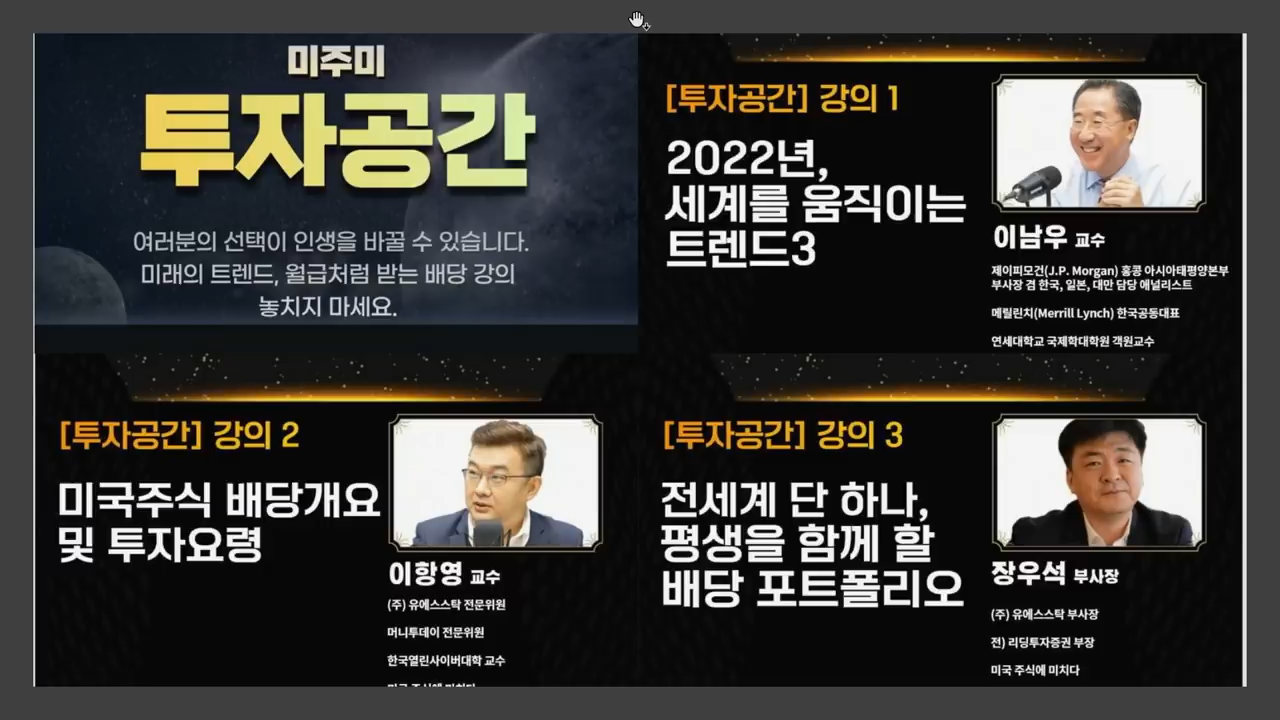 미주미
투자공간
여러분의 선택이 인생을 바꿀 수 있습니다.
미래의 트렌드, 월급처럼 받는 배당 강의
놓치지 마세요.
[투자공간] 강의 1
2022년,
세계를 움직이는
트렌드3
이남우 교수
제이피모건(J.P. Morgan) 홍콩 아시아태평양본부
부사장 겸 한국, 일본, 대만 담당 애널리스트
메릴린치(Merrill Lynch) 한국공동대표
연세대학교 국제학대학원 객원교수
[투자공간] 강의 2
미국주식 배당개요
및 투자요령
이항영 교수
(주) 유에스스탁 전문위원
머니투데이 전문위원
한국열린사이버대학 교수
[투자공간] 강의 3
전세계 단 하나,
평생을 함께 할
배당 포트폴리오
장우석 부사장
(주) 유에스스탁 부사장
전) 리딩투자증권 부장
미국 주식에 미치다